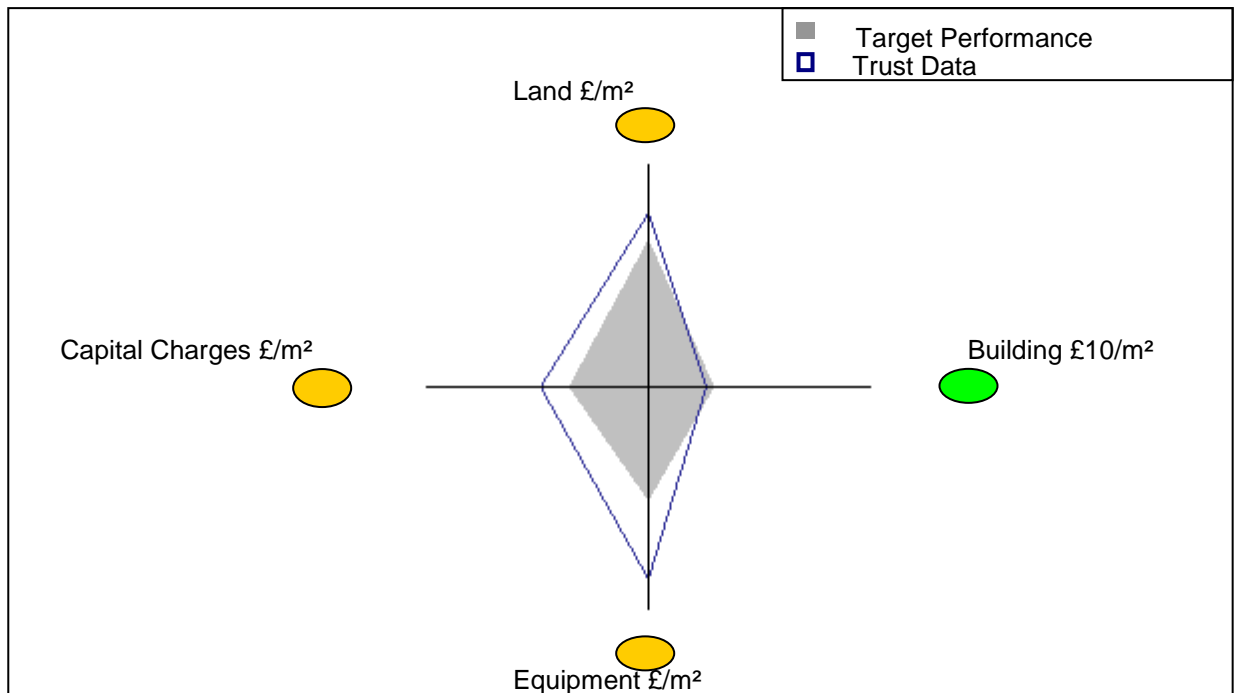 Target Performance
Trust Data
Land £/m²
Capital Charges £/m²
Building £10/m²
Equipment £/m²